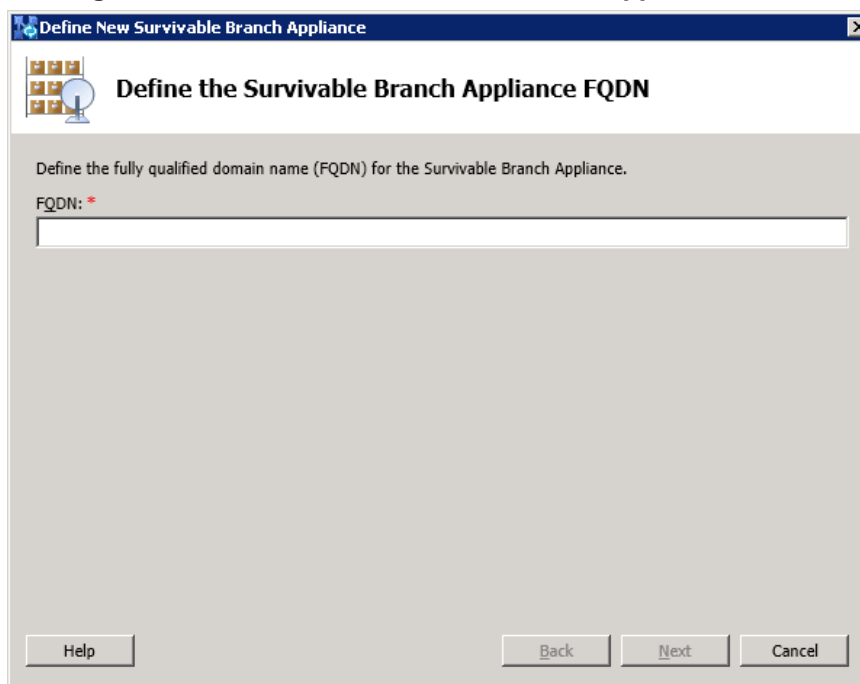 Define New Survivable Branch Appliance
Define the Survivable Branch Appliance FQDN
Define the fully qualified domain name (FQDN) for the Survivable Branch Appliance.
FQDN: *
Help Back Next Cancel